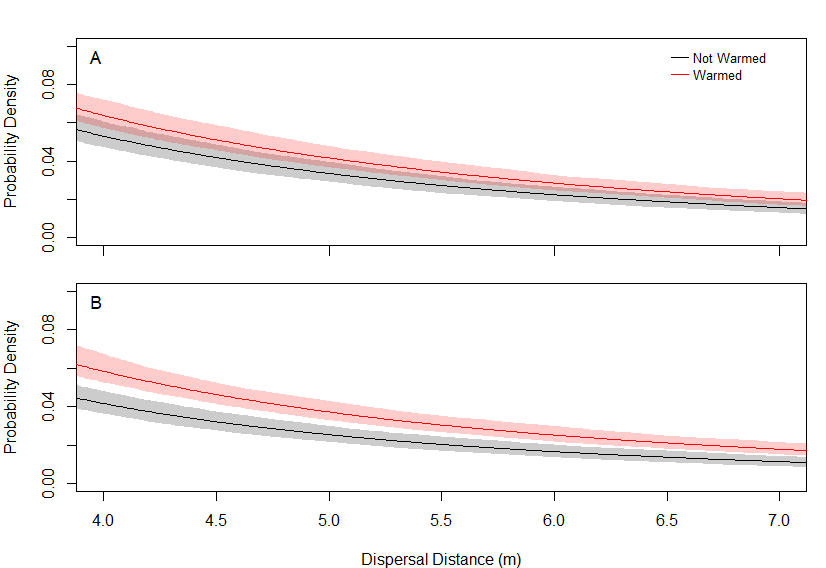 A
Not Warmed
Warmed
Probability Density
0.00
0.04
0.08
B
Probability Density
0.00
0.04
0.08
4.0 4.5 5.0 5.5 6.0 6.5 7.0
Dispersal Distance (m)